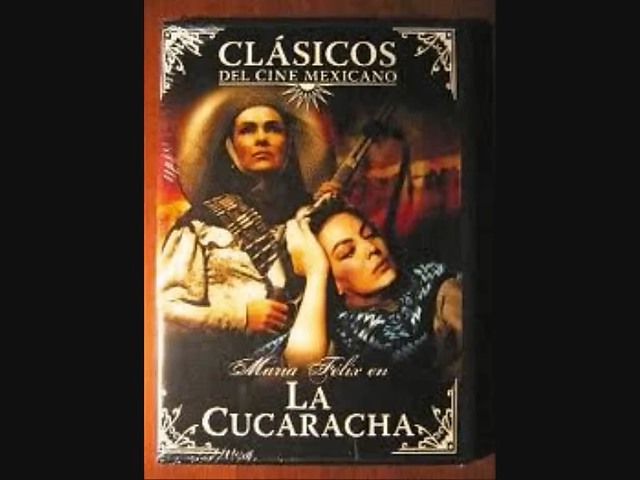 CLÁSICOS
DEL CINE MEXICANO
María Félix en
LA
CUCARACHA